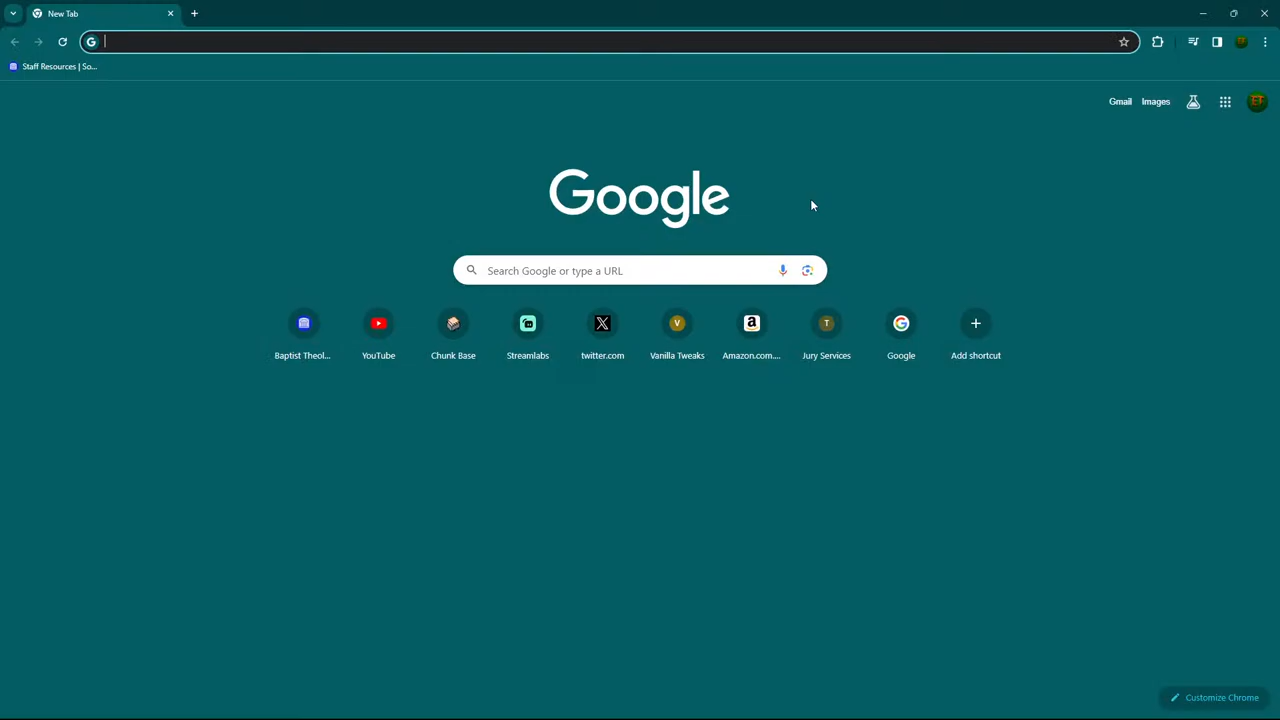 New Tab
Staff Resources | So...
Gmail Images
EF
Google
Search Google or type a URL
V
a
T
G
Baptist Theol... YouTube Chunk Base Streamlabs twitter.com Vanilla Tweaks Amazon.com.... Jury Services Google Add shortcut
Customize Chrome